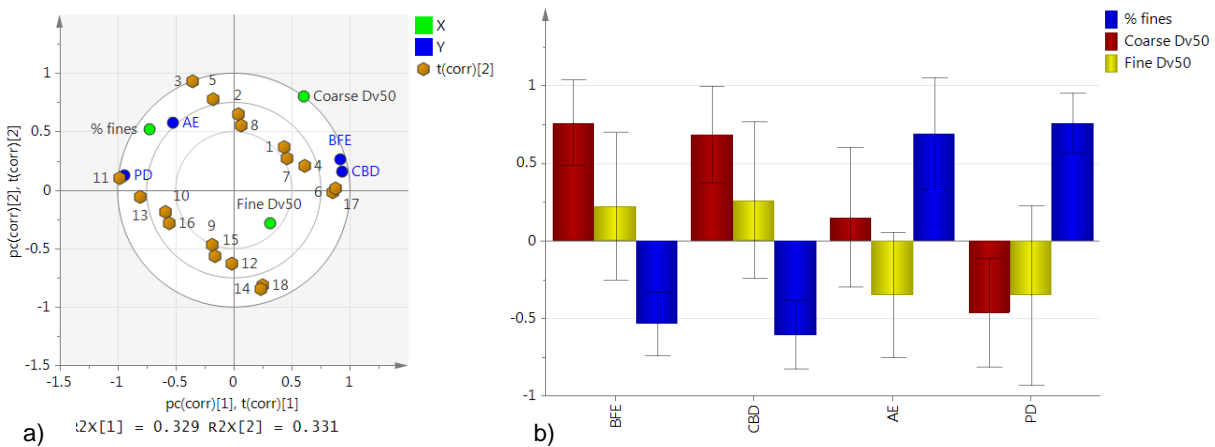 X
Y
t(corr)[2]
1
0.5
0
-0.5
-1
-1.5
pc(corr)[2], t(corr)[2]
3
5
2
Coarse Dv50
% fines
AE
8
1
BFE
4
CBD
7
11
PD
6
17
13
10
Fine Dv50
16
9
15
12
14
18
-1.5
-1
-0.5
0
0.5
1
pc(corr)[1], t(corr)[1]
R2X[1] = 0.329 R2X[2] = 0.331
a)
% fines
Coarse Dv50
Fine Dv50
1
0.5
0
-0.5
-1
BFE
CBD
AE
PD
b)